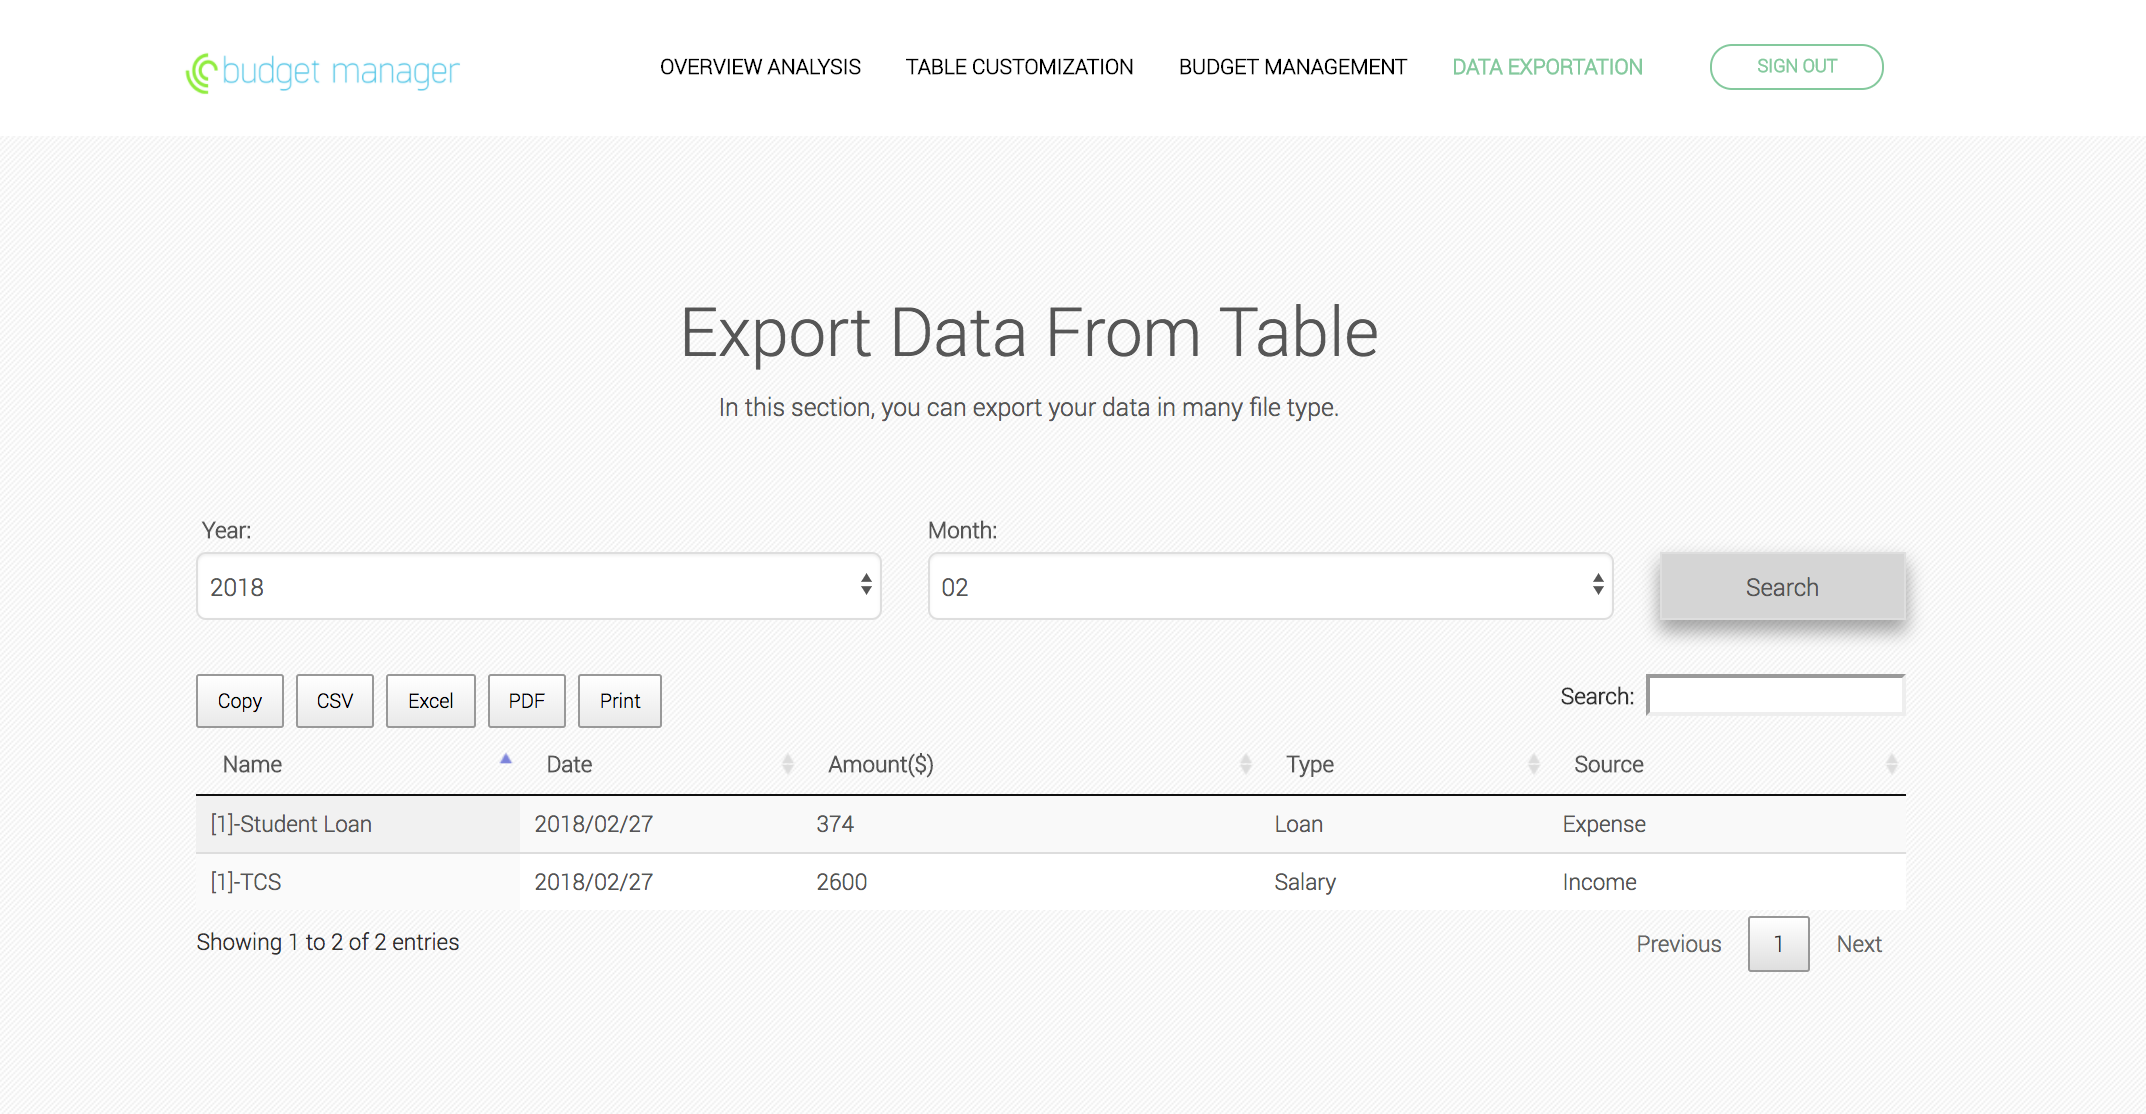 budget manager
OVERVIEW ANALYSIS TABLE CUSTOMIZATION BUDGET MANAGEMENT DATA EXPORTATION SIGN OUT
Export Data From Table
In this section, you can export your data in many file type.
Year: Month:
2018 02 Search
Copy CSV Excel PDF Print Search:
Name Date Amount($) Type Source
[1]-Student Loan 2018/02/27 374 Loan Expense
[1]-TCS 2018/02/27 2600 Salary Income
Showing 1 to 2 of 2 entries Previous 1 Next